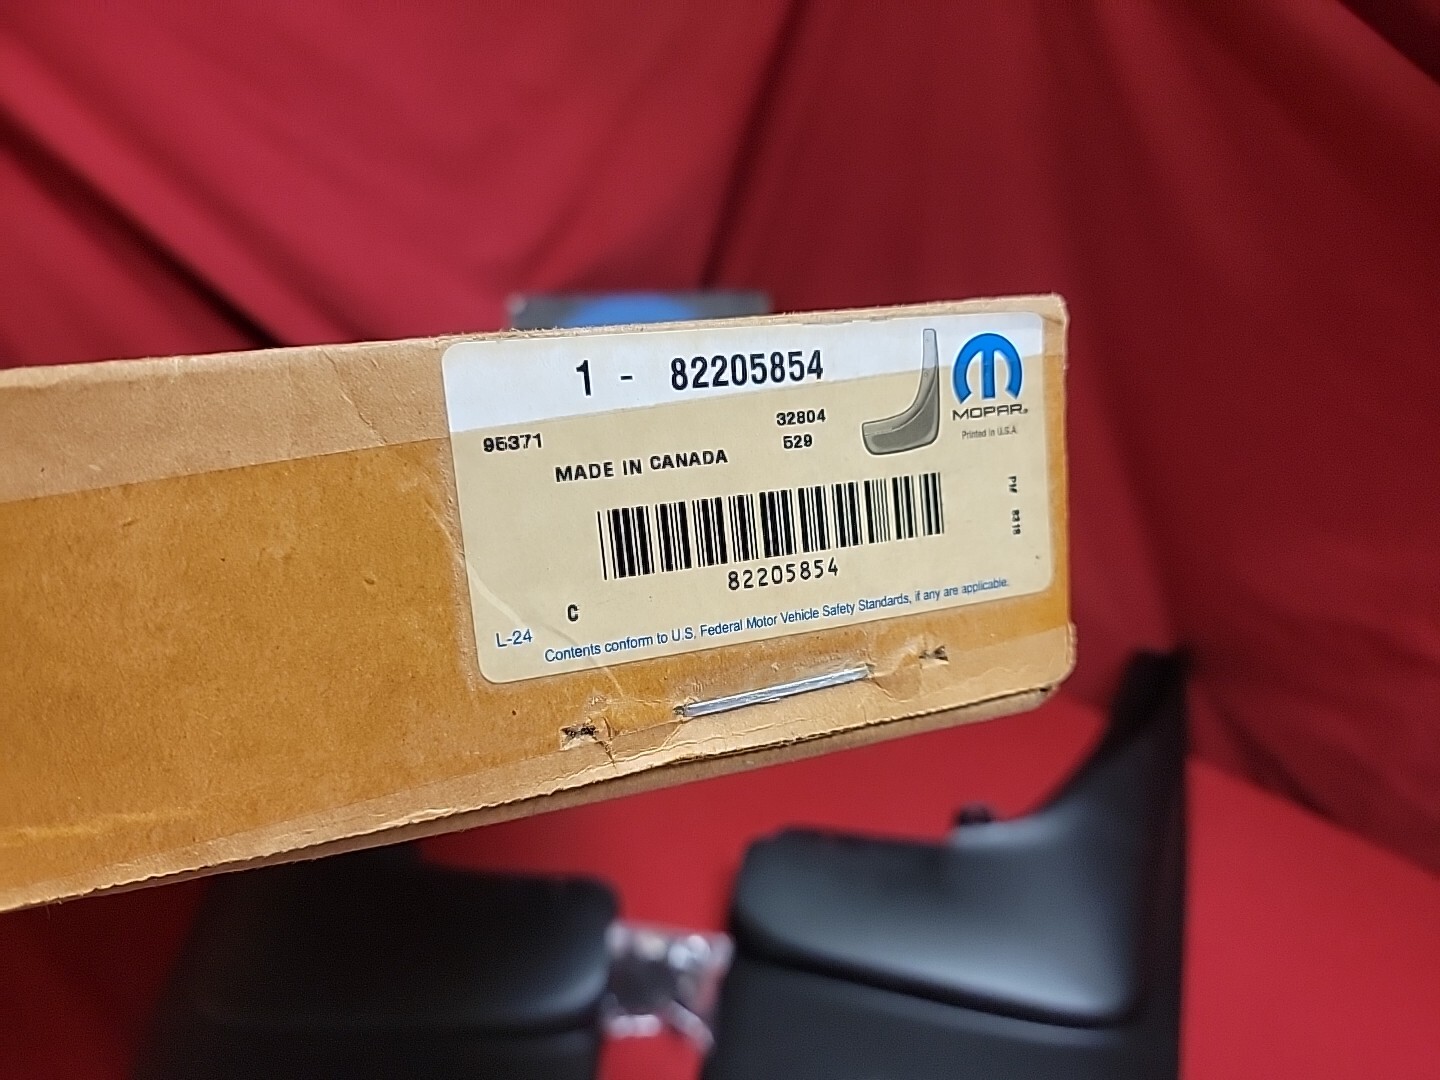 1 - 82205854
MOPAR®
Printed in U.S.A.
95371
32804
529
MADE IN CANADA
82205854
C
L-24
Contents conform to U.S. Federal Motor Vehicle Safety Standards, if any are applicable.